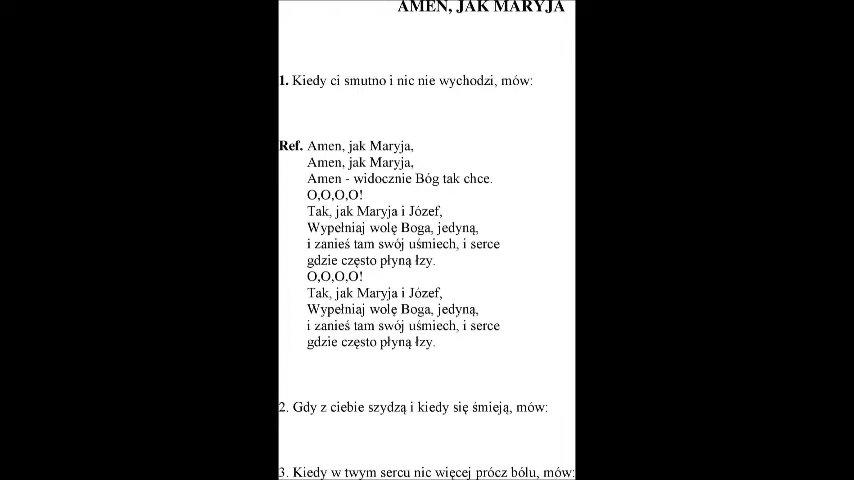 AMEN, JAK MARYJA
1. Kiedy ci smutno i nic nie wychodzi, mów:
Ref. Amen, jak Maryja,
Amen, jak Maryja,
Amen - widocznie Bóg tak chce.
O,O,O,O!
Tak, jak Maryja i Józef,
Wypełniaj wolę Boga, jedyną,
i zanieś tam swój uśmiech, i serce
gdzie często płyną łzy.
O,O,O,O!
Tak, jak Maryja i Józef,
Wypełniaj wolę Boga, jedyną,
i zanieś tam swój uśmiech, i serce
gdzie często płyną łzy.
2. Gdy z ciebie szydzą i kiedy się śmieją, mów:
3. Kiedy w twym sercu nic więcej prócz bólu, mów: